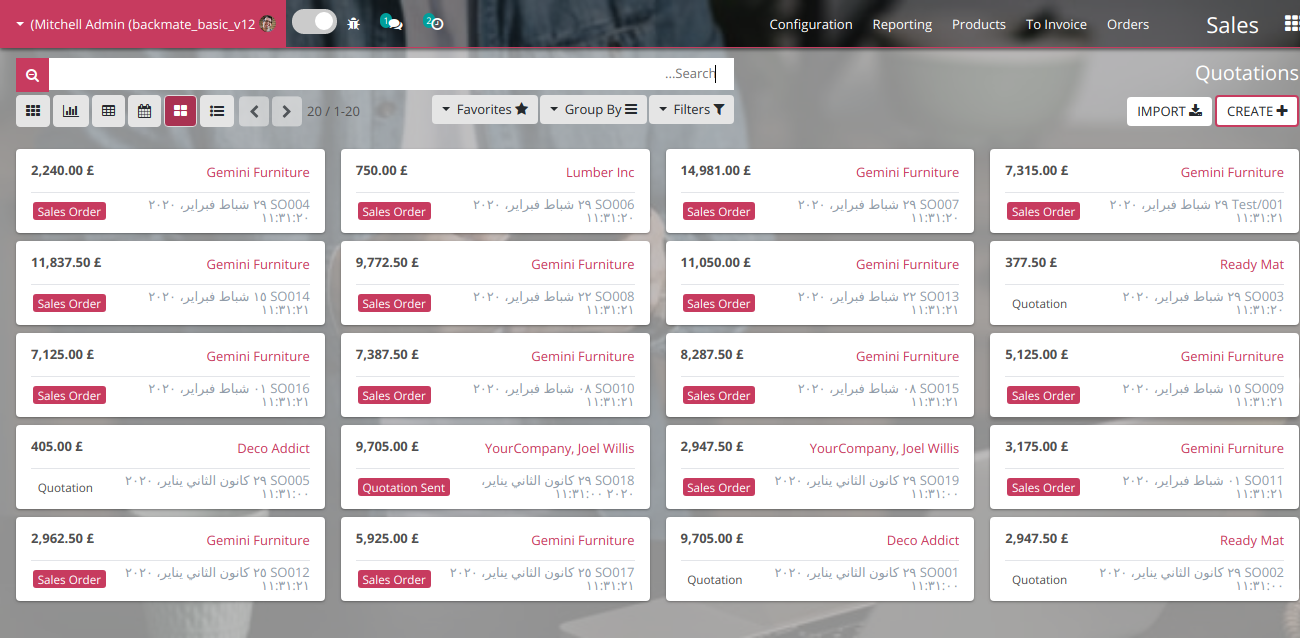 (Mitchell Admin (backmate_basic_v12
1
2
Configuration
Reporting
Products
To Invoice
Orders
Sales
...Search
Quotations
20 / 1-20
Favorites
Group By
Filters
IMPORT
CREATE
2,240.00 £
Gemini Furniture
Sales Order
SO004 ٢٩ شباط فبراير، ٢٠٢٠
١١:٣١:٢٠
750.00 £
Lumber Inc
Sales Order
SO006 ٢٩ شباط فبراير، ٢٠٢٠
١١:٣١:٢٠
14,981.00 £
Gemini Furniture
Sales Order
SO007 ٢٩ شباط فبراير، ٢٠٢٠
١١:٣١:٢٠
7,315.00 £
Gemini Furniture
Sales Order
Test/001 ٢٩ شباط فبراير، ٢٠٢٠
١١:٣١:٢١
11,837.50 £
Gemini Furniture
Sales Order
SO014 ١٥ شباط فبراير، ٢٠٢٠
١١:٣١:٢١
9,772.50 £
Gemini Furniture
Sales Order
SO008 ٢٢ شباط فبراير، ٢٠٢٠
١١:٣١:٢١
11,050.00 £
Gemini Furniture
Sales Order
SO013 ٢٢ شباط فبراير، ٢٠٢٠
١١:٣١:٢١
377.50 £
Ready Mat
Quotation
SO003 ٢٩ شباط فبراير، ٢٠٢٠
١١:٣١:٢٠
7,125.00 £
Gemini Furniture
Sales Order
SO016 ٠١ شباط فبراير، ٢٠٢٠
١١:٣١:٢١
7,387.50 £
Gemini Furniture
Sales Order
SO010 ٠٨ شباط فبراير، ٢٠٢٠
١١:٣١:٢١
8,287.50 £
Gemini Furniture
Sales Order
SO015 ٠٨ شباط فبراير، ٢٠٢٠
١١:٣١:٢١
5,125.00 £
Gemini Furniture
Sales Order
SO009 ١٥ شباط فبراير، ٢٠٢٠
١١:٣١:٢١
405.00 £
Deco Addict
Quotation
SO005 ٢٩ كانون الثاني يناير، ٢٠٢٠
١١:٣١:٠٠
9,705.00 £
YourCompany, Joel Willis
Quotation Sent
SO018 ٢٩ كانون الثاني يناير،
٢٠٢٠ ١١:٣١:٠٠
2,947.50 £
YourCompany, Joel Willis
Sales Order
SO019 ٢٩ كانون الثاني يناير، ٢٠٢٠
١١:٣١:٠٠
3,175.00 £
Gemini Furniture
Sales Order
SO011 ٠١ شباط فبراير، ٢٠٢٠
١١:٣١:٢١
2,962.50 £
Gemini Furniture
Sales Order
SO012 ٢٥ كانون الثاني يناير، ٢٠٢٠
١١:٣١:٢١
5,925.00 £
Gemini Furniture
Sales Order
SO017 ٢٥ كانون الثاني يناير، ٢٠٢٠
١١:٣١:٢١
9,705.00 £
Deco Addict
Quotation
SO001 ٢٩ كانون الثاني يناير، ٢٠٢٠
١١:٣١:٠٠
2,947.50 £
Ready Mat
Quotation
SO002 ٢٩ كانون الثاني يناير، ٢٠٢٠
١١:٣١:٠٠